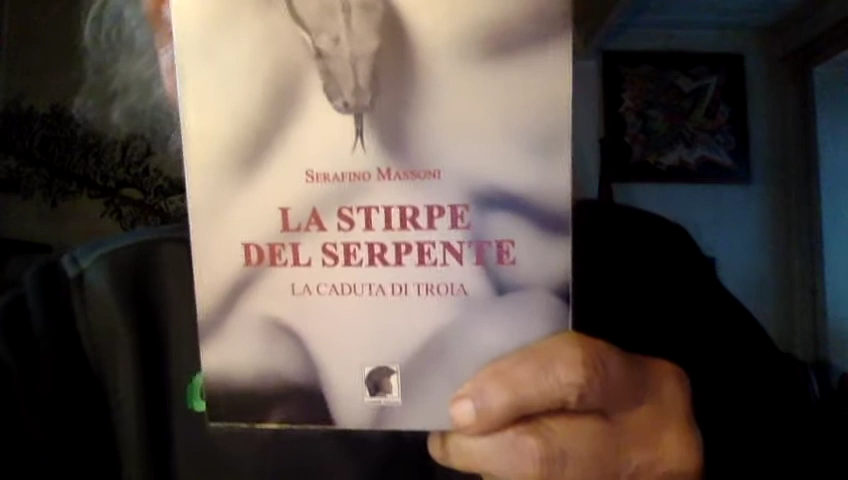 SERAFINO MASSONI
LA STIRPE
DEL SERPENTE
LA CADUTA DI TROIA